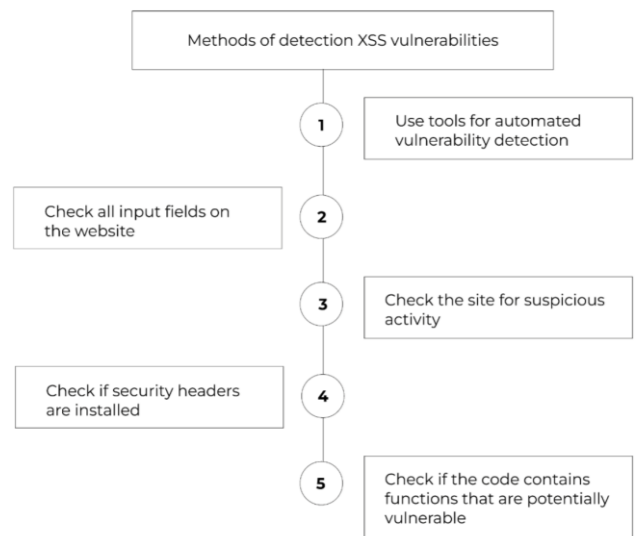 Methods of detection XSS vulnerabilities
1
Use tools for automated
vulnerability detection
Check all input fields on
the website
2
3
Check the site for suspicious
activity
Check if security headers
are installed
4
5
Check if the code contains
functions that are potentially
vulnerable